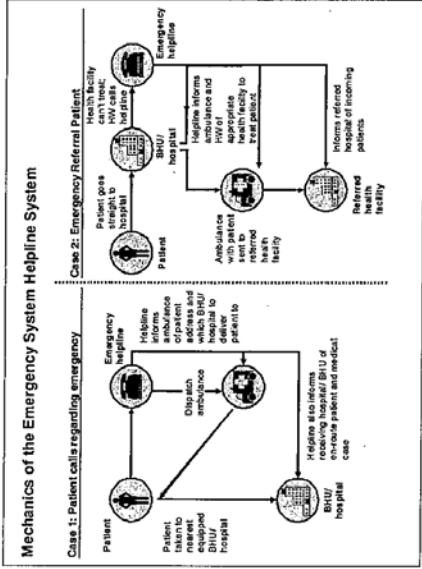 Mechanics of the Emergency System Helpline System
Case 1: Patient calls regarding emergency
Patient
Emergency
helpline
Helpline
informs
ambulance
of patient
address and
which BHU/
hospital to
deliver
patient to
Dispatch
ambulance
Patient
taken to
nearest
equipped
BHU/
hospital
BHU/
hospital
Helpline also informs
receiving hospital/ BHU of
en-route patient and medical
case
Case 2: Emergency Referral Patient
Patient goes
straight to
hospital
Patient
Health facility
can't treat;
HW calls
helpline
BHU/
hospital
Emergency
helpline
Helpline informs
ambulance and
HW of
appropriate
health facility to
treat patient
Ambulance
with patient
sent to
referred
health
facility
Informs referred
hospital of incoming
patients
Referred health
facility